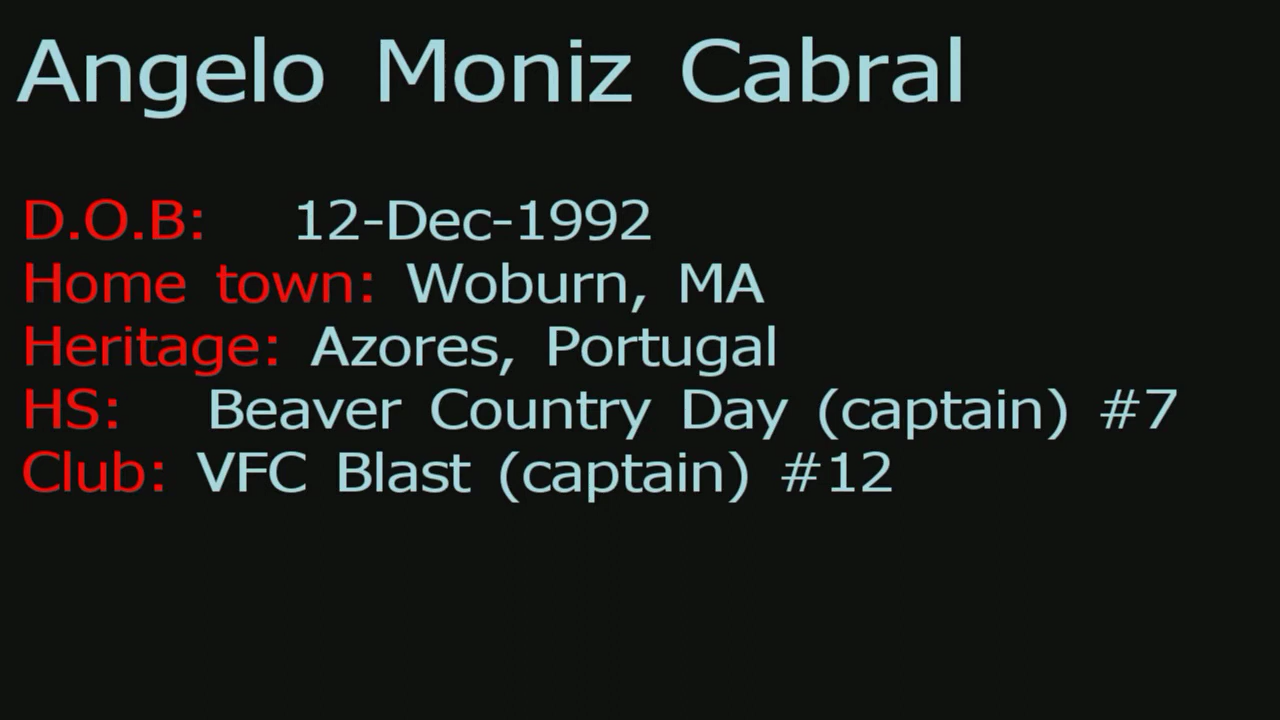 Angelo Moniz Cabral
D.O.B: 12-Dec-1992
Home town: Woburn, MA
Heritage: Azores, Portugal
HS: Beaver Country Day (captain) #7
Club: VFC Blast (captain) #12